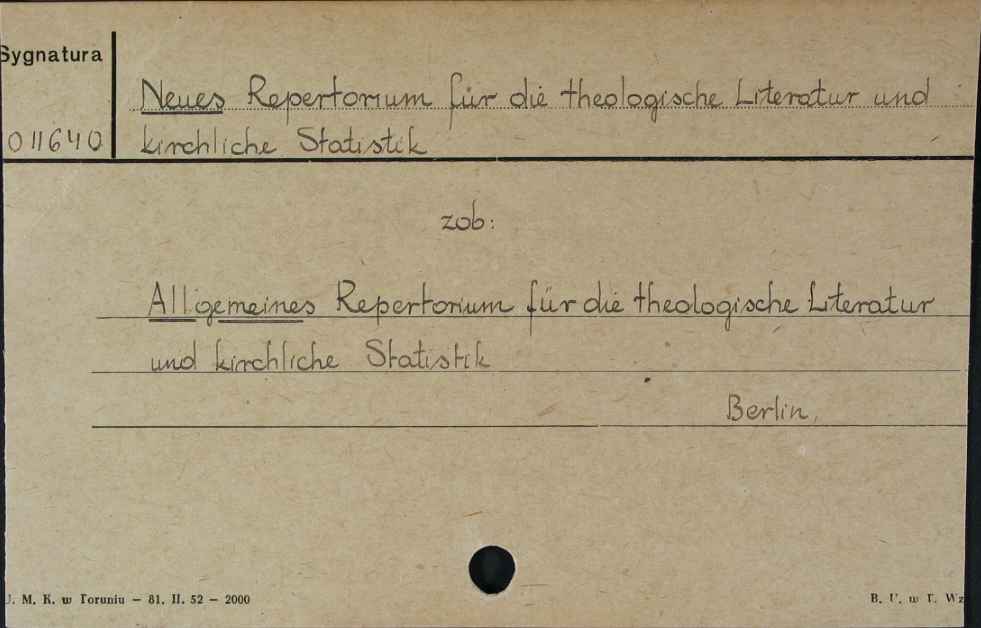 Sygnatura
Neues Repertorium für die theologische Literatur und
011640 kirchliche Statistik
zob:
Allgemeines Repertorium für die theologische Literatur
und kirchliche Statistik
Berlin,
J. M. K. w Toruniu — 81. II. 52 — 2000
B. U. w T. Wz